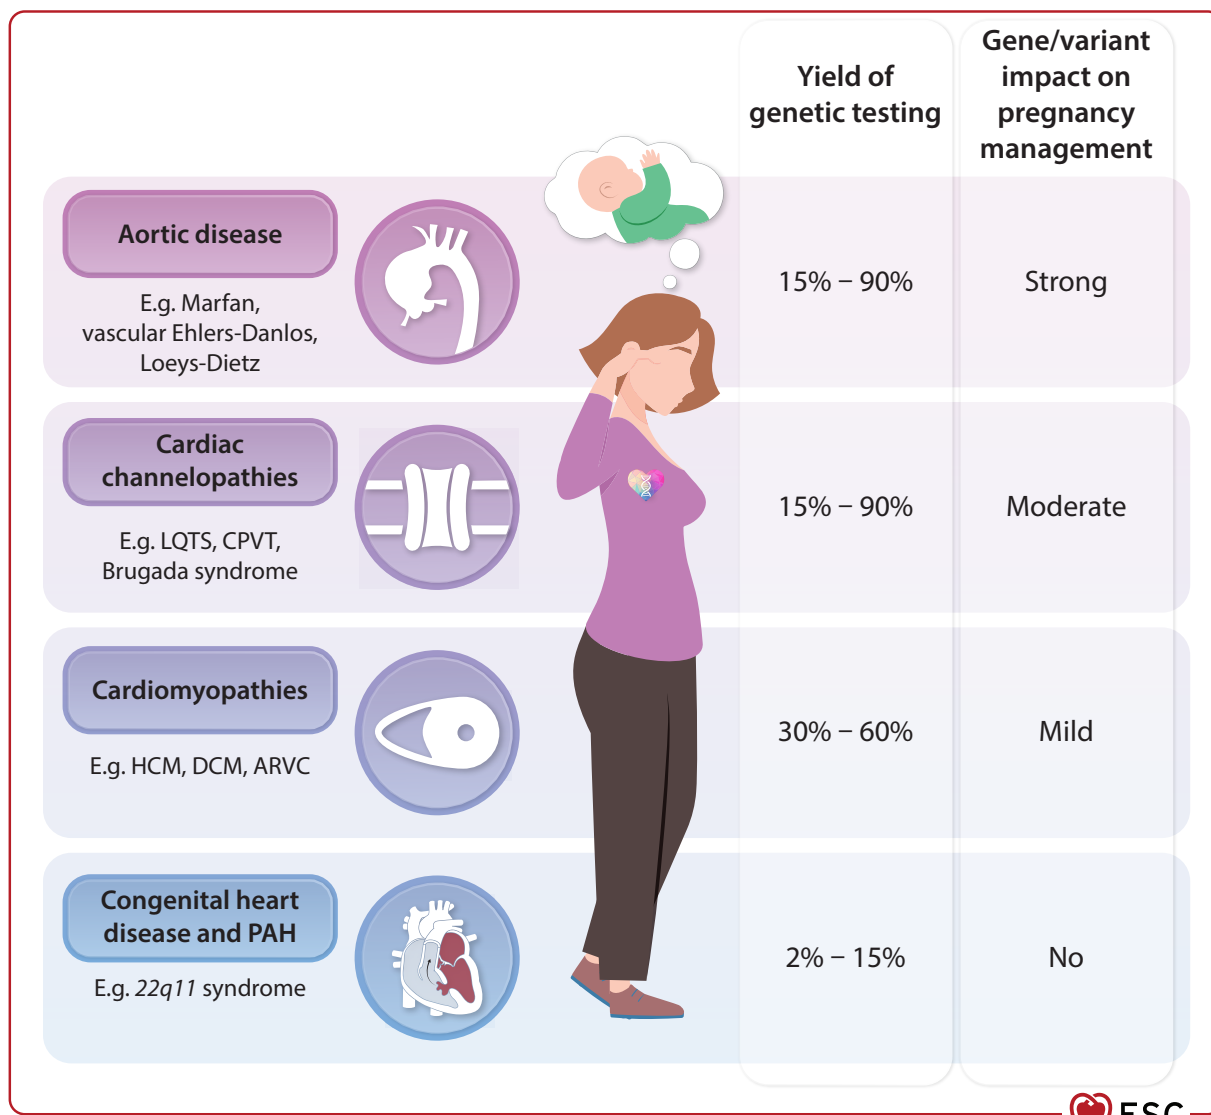 Yield of
genetic testing
Gene/variant
impact on
pregnancy
management
Aortic disease
E.g. Marfan,
vascular Ehlers-Danlos,
Loeys-Dietz
15% – 90%
Strong
Cardiac
channelopathies
E.g. LQTS, CPVT,
Brugada syndrome
15% – 90%
Moderate
Cardiomyopathies
E.g. HCM, DCM, ARVC
30% – 60%
Mild
Congenital heart
disease and PAH
E.g. 22q11 syndrome
2% – 15%
No
ESC